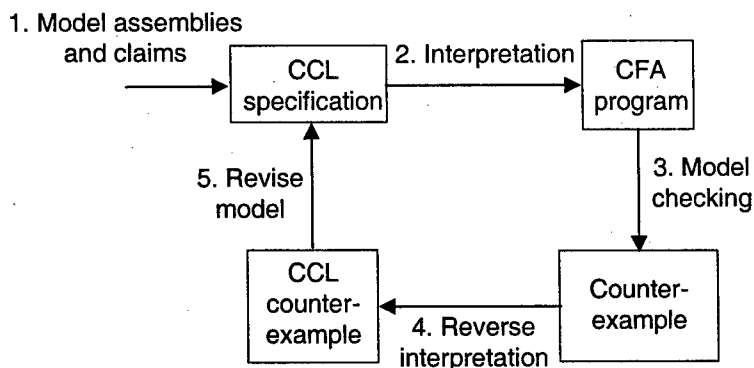 1. Model assemblies
and claims
CCL
specification
2. Interpretation
CFA
program
3. Model
checking
Counter-
example
4. Reverse
interpretation
CCL
counter-
example
5. Revise
model